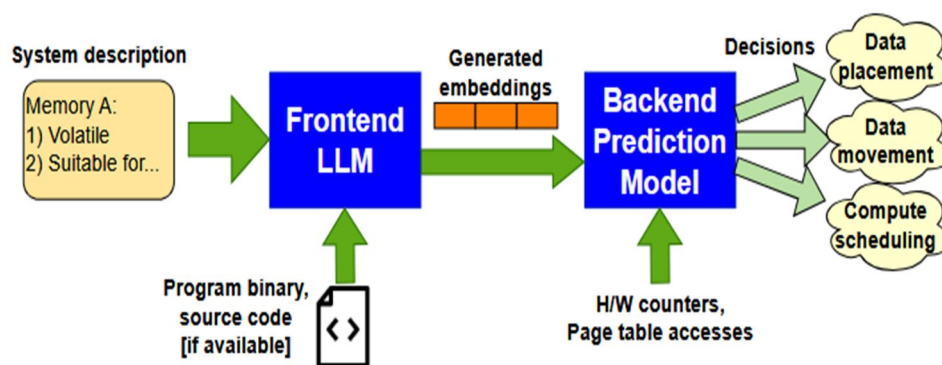 System description
Memory A:
1) Volatile
2) Suitable for...
Frontend
LLM
Program binary,
source code
[if available]
< >
Generated
embeddings
Backend
Prediction
Model
H/W counters,
Page table accesses
Decisions
Data
placement
Data
movement
Compute
scheduling